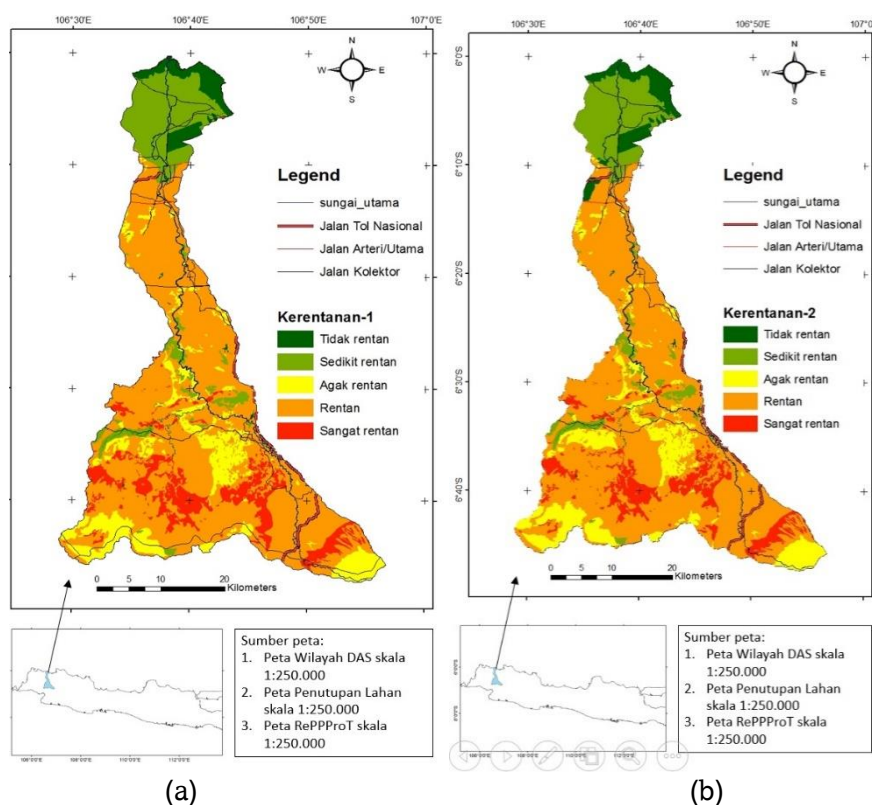 106°30'E
106°40'E
106°50'E
107°0'E
N
W
E
S
Legend
sungai_utama
Jalan Tol Nasional
Jalan Arteri/Utama
Jalan Kolektor
Kerentanan-1
Tidak rentan
Sedikit rentan
Agak rentan
Rentan
Sangat rentan
0 5 10 20
Kilometers
Sumber peta:
1. Peta Wilayah DAS skala
1:250.000
2. Peta Penutupan Lahan
skala 1:250.000
3. Peta RePPProT skala
1:250.000
(a)
106°30'E
106°40'E
106°50'E
107°0
6°0'S
6°10'S
6°20'S
6°30'S
6°40'S
N
W
E
S
Legend
sungai_utama
Jalan Tol Nasional
Jalan Arteri/Utama
Jalan Kolektor
Kerentanan-2
Tidak rentan
Sedikit rentan
Agak rentan
Rentan
Sangat rentan
0 5 10 20
Kilometers
Sumber peta:
1. Peta Wilayah DAS skala
1:250.000
2. Peta Penutupan Lahan
skala 1:250.000
3. Peta RePPProT skala
1:250.000
(b)